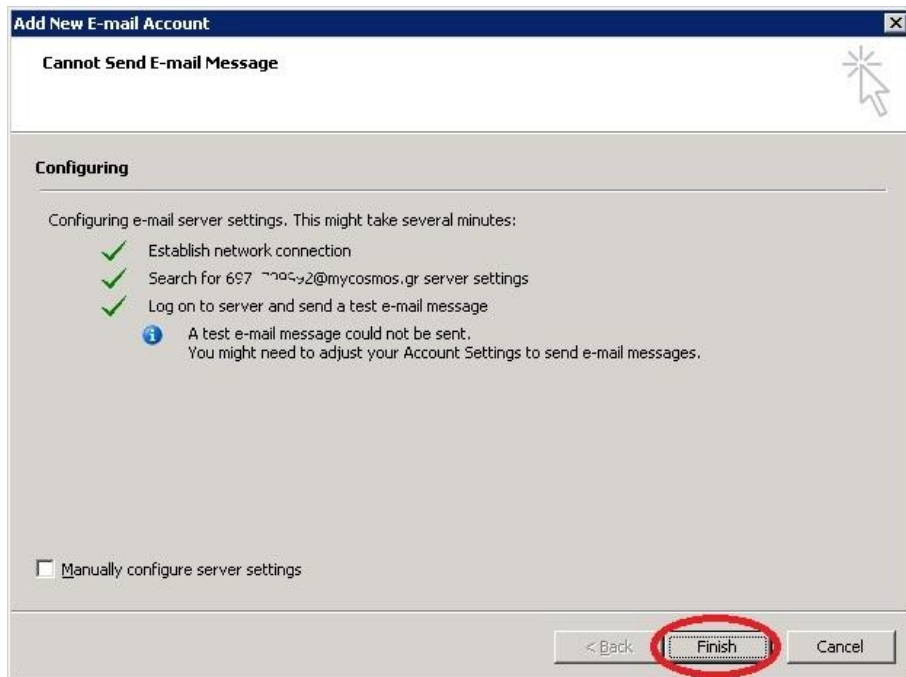 Add New E-mail Account
Cannot Send E-mail Message
Configuring
Configuring e-mail server settings. This might take several minutes:
Establish network connection
Search for @mycosmos.gr server settings
Log on to server and send a test e-mail message
A test e-mail message could not be sent.
You might need to adjust your Account Settings to send e-mail messages.
Manually configure server settings
< Back
Finish
Cancel